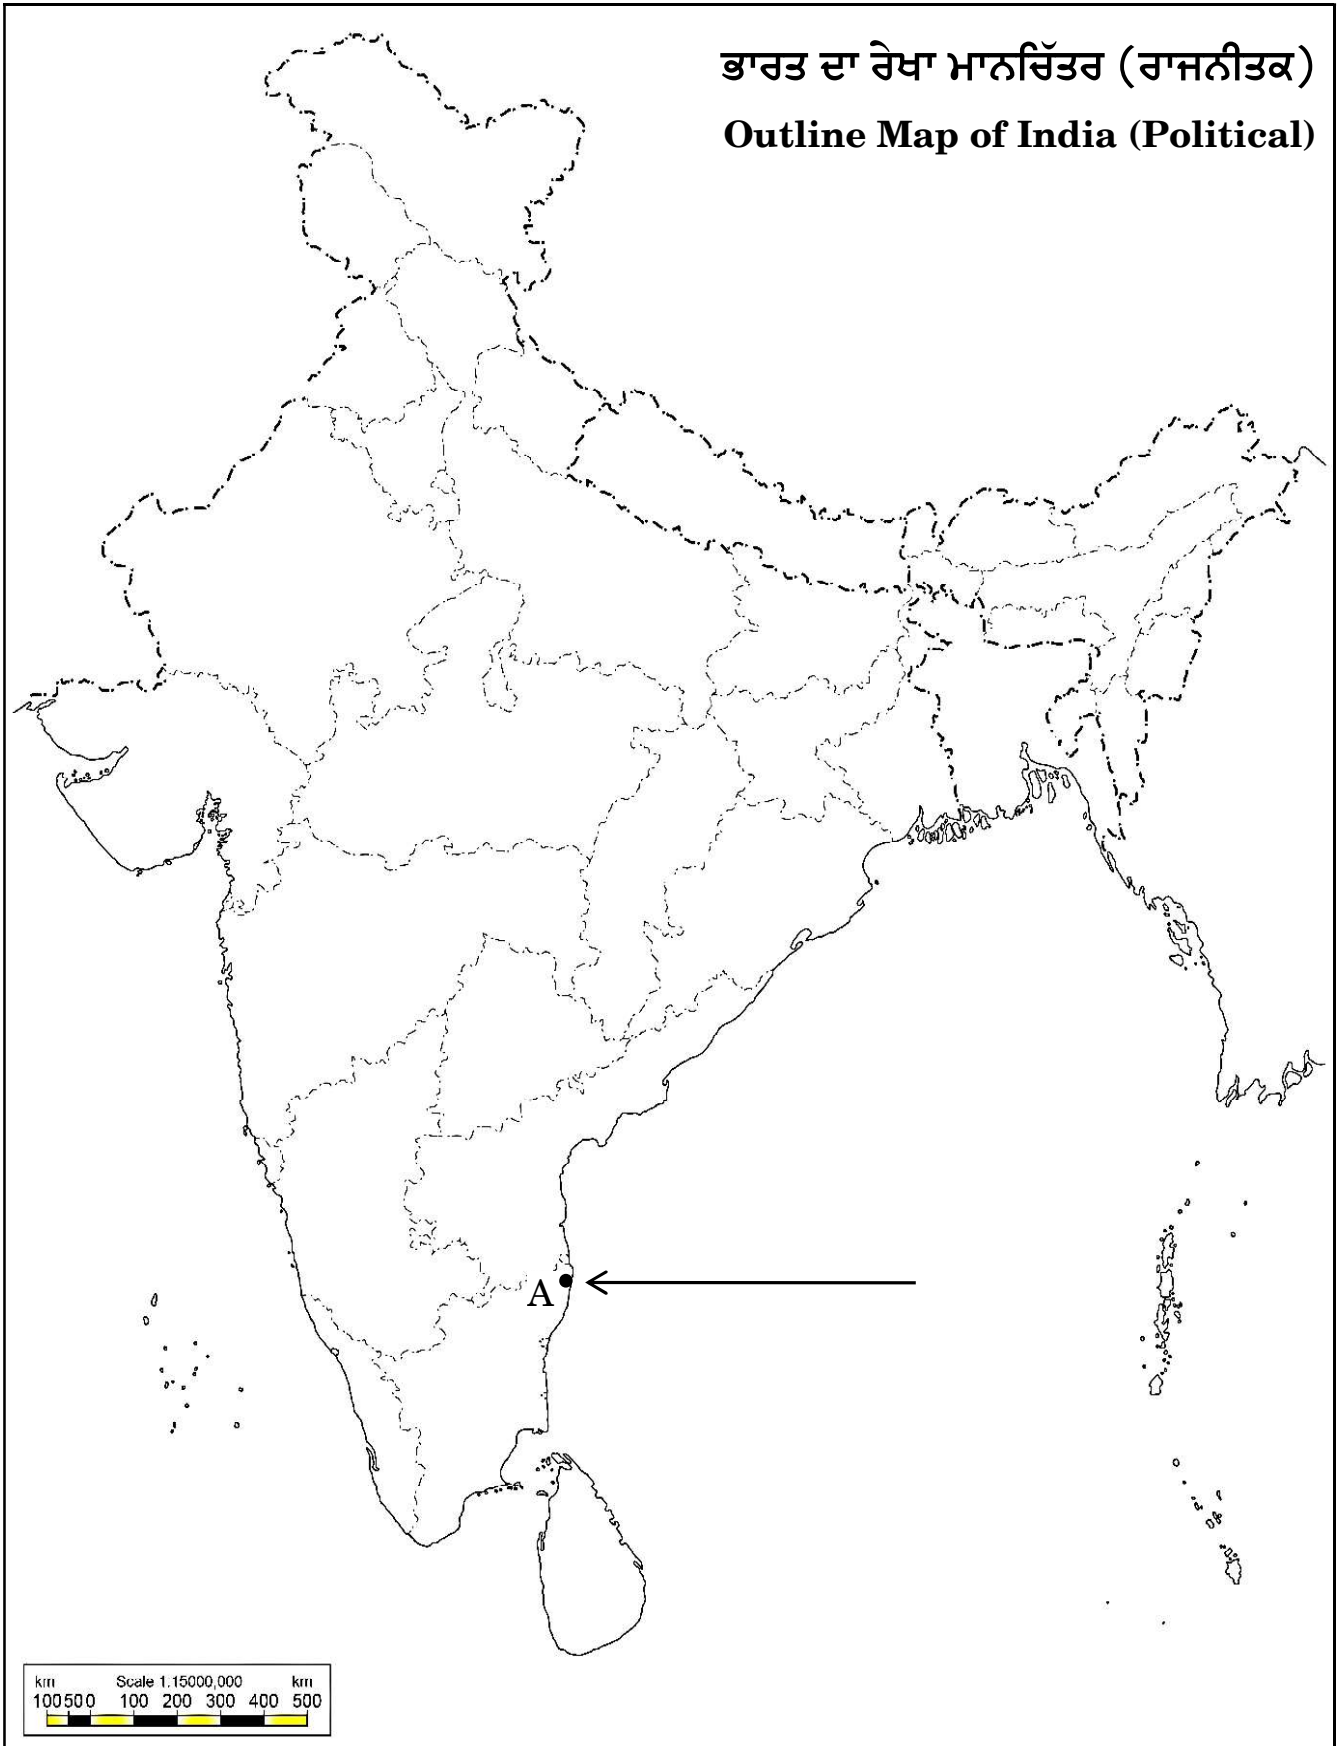 ਭਾਰਤ ਦਾ ਰੇਖਾ ਮਾਨਚਿੱਤਰ (ਰਾਜਨੀਤਕ)
Outline Map of India (Political)
A
km Scale 1:15000,000 km
100 50 0 100 200 300 400 500